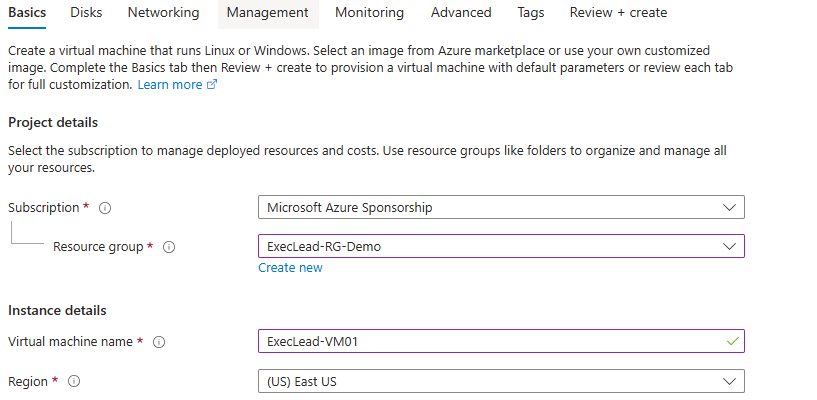 Basics Disks Networking Management Monitoring Advanced Tags Review + create
Create a virtual machine that runs Linux or Windows. Select an image from Azure marketplace or use your own customized
image. Complete the Basics tab then Review + create to provision a virtual machine with default parameters or review each tab
for full customization. Learn more
Project details
Select the subscription to manage deployed resources and costs. Use resource groups like folders to organize and manage all
your resources.
Subscription * Microsoft Azure Sponsorship
Resource group * ExecLead-RG-Demo
Create new
Instance details
Virtual machine name * ExecLead-VM01
Region * (US) East US